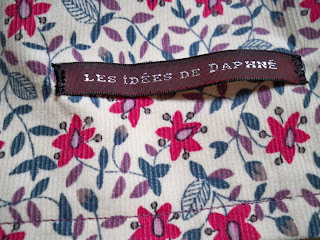 LES IDÉES DE DAPHNÉ